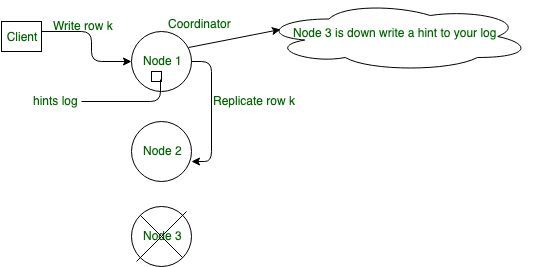 Client
Write row k
Coordinator
Node 1
Node 3 is down write a hint to your log
hints log
Replicate row k
Node 2
Node 3